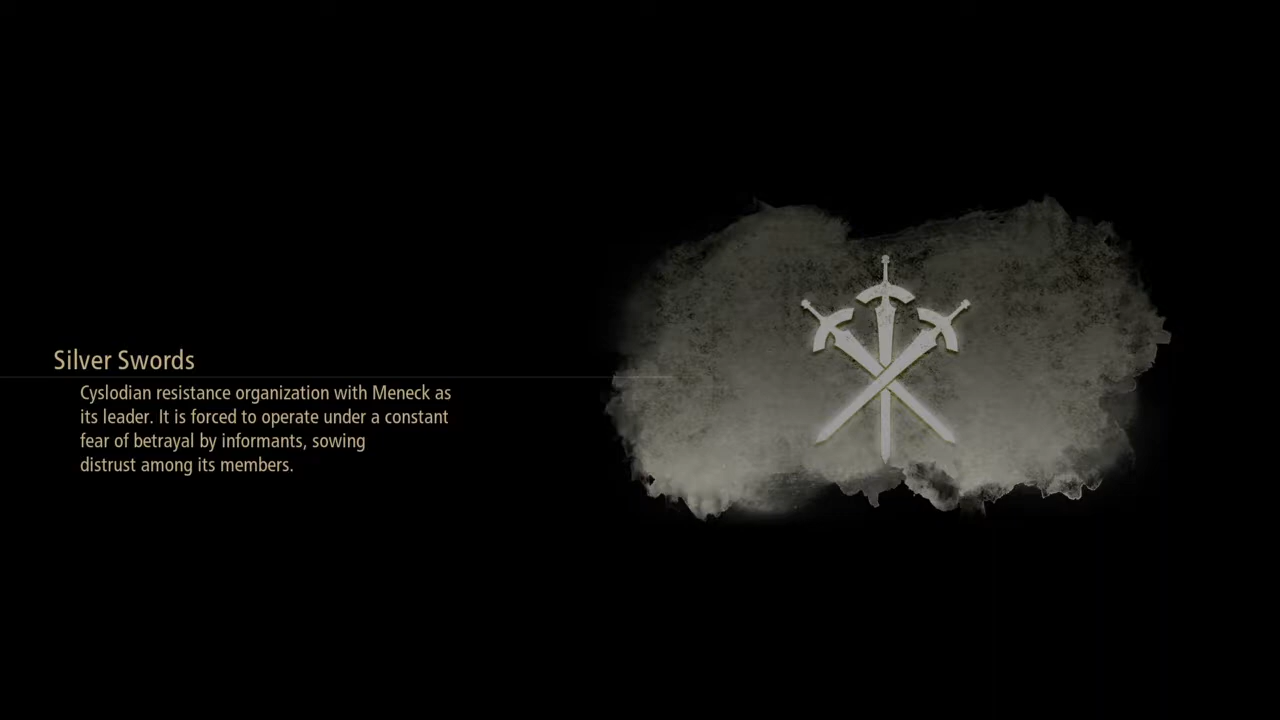 Silver Swords
Cyslodian resistance organization with Meneck as
its leader. It is forced to operate under a constant
fear of betrayal by informants, sowing
distrust among its members.